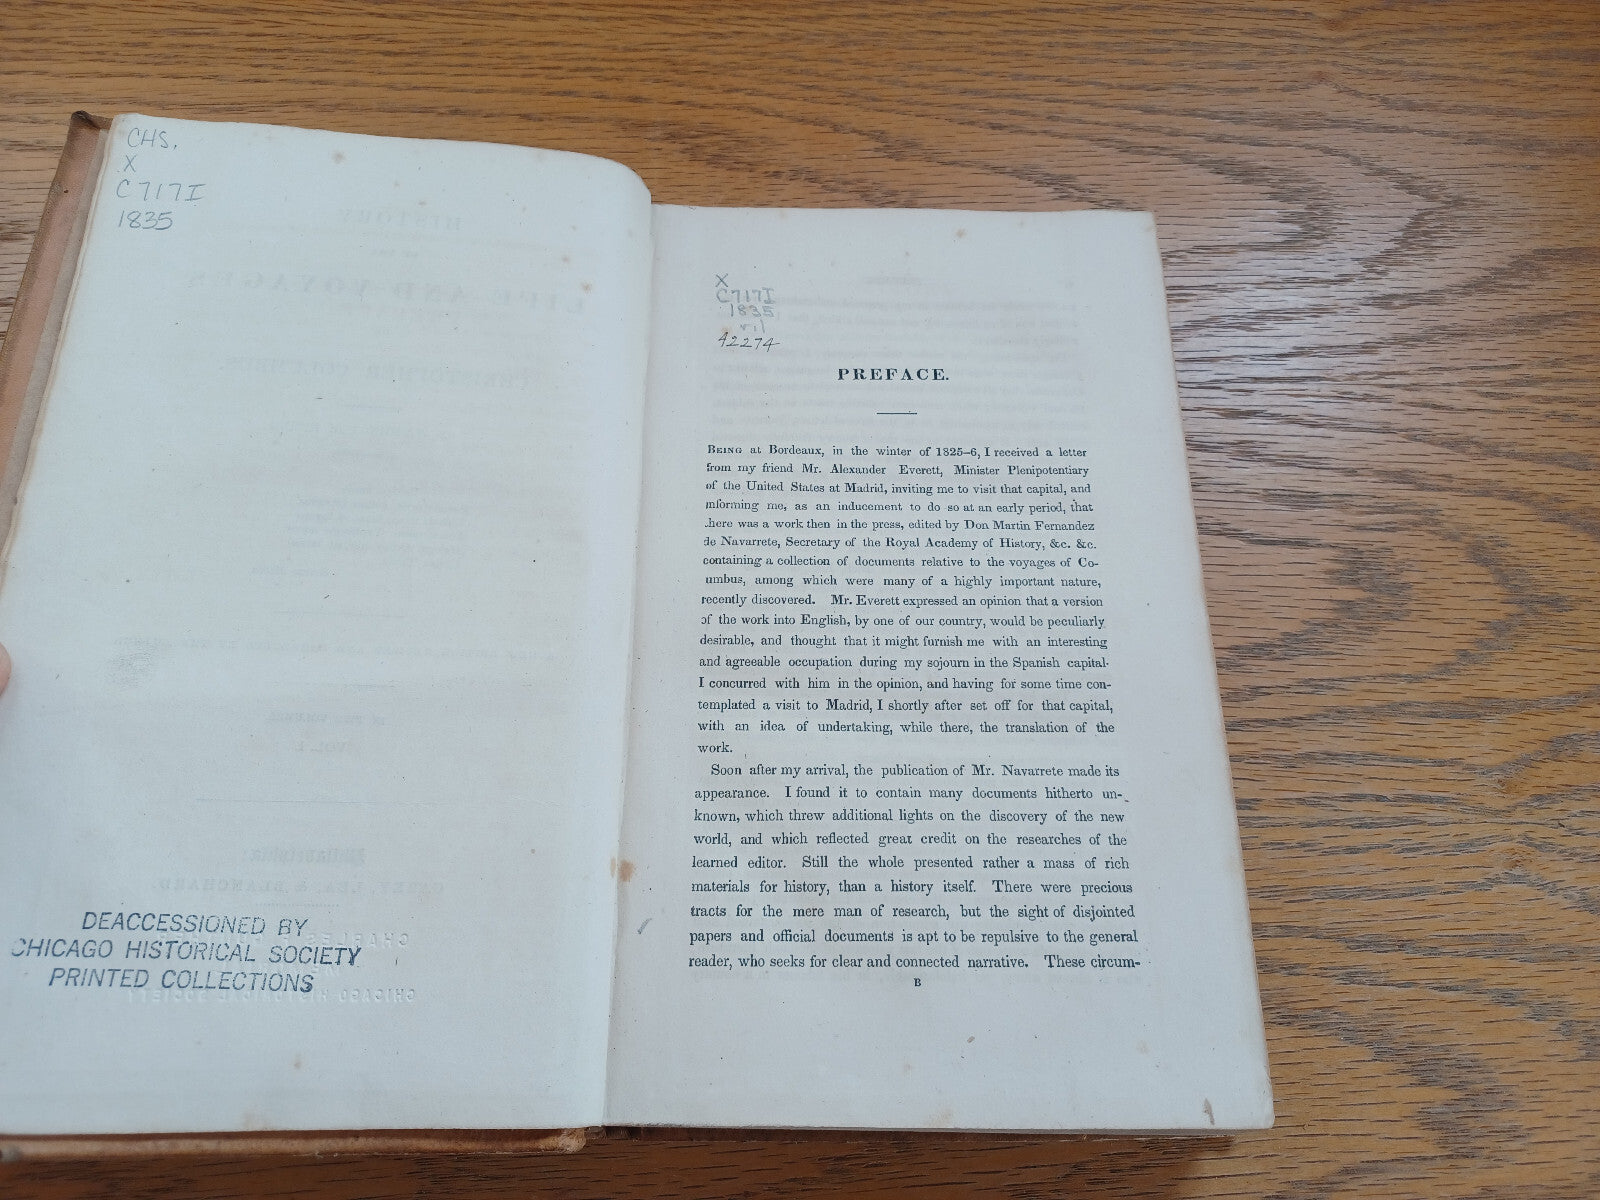 CHS.
X
C717I
1835
DEACCESSIONED BY
CHICAGO HISTORICAL SOCIETY
PRINTED COLLECTIONS
X
C717I
1835
v.1
42274
PREFACE.
BEING at Bordeaux, in the winter of 1825–6, I received a letter
from my friend Mr. Alexander Everett, Minister Plenipotentiary
of the United States at Madrid, inviting me to visit that capital, and
informing me, as an inducement to do so at an early period, that
there was a work then in the press, edited by Don Martin Fernandez
de Navarrete, Secretary of the Royal Academy of History, &c. &c.
containing a collection of documents relative to the voyages of Co-
umbus, among which were many of a highly important nature,
recently discovered. Mr. Everett expressed an opinion that a version
of the work into English, by one of our country, would be peculiarly
desirable, and thought that it might furnish me with an interesting
and agreeable occupation during my sojourn in the Spanish capital.
I concurred with him in the opinion, and having for some time con-
templated a visit to Madrid, I shortly after set off for that capital,
with an idea of undertaking, while there, the translation of the
work.
Soon after my arrival, the publication of Mr. Navarrete made its
appearance. I found it to contain many documents hitherto un-
known, which threw additional lights on the discovery of the new
world, and which reflected great credit on the researches of the
learned editor. Still the whole presented rather a mass of rich
materials for history, than a history itself. There were precious
tracts for the mere man of research, but the sight of disjointed
papers and official documents is apt to be repulsive to the general
reader, who seeks for clear and connected narrative. These circum-
B